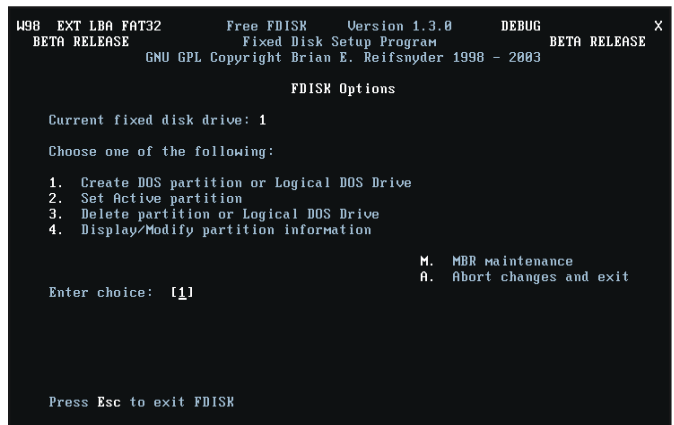 W98 EXT LBA FAT32 Free FDISK Version 1.3.0 DEBUG X
BETA RELEASE Fixed Disk Setup Program BETA RELEASE
GNU GPL Copyright Brian E. Reifsnyder 1998 - 2003
FDISK Options
Current fixed disk drive: 1
Choose one of the following:
1. Create DOS partition or Logical DOS Drive
2. Set Active partition
3. Delete partition or Logical DOS Drive
4. Display/Modify partition information
M. MBR maintenance
A. Abort changes and exit
Enter choice: [1]
Press Esc to exit FDISK